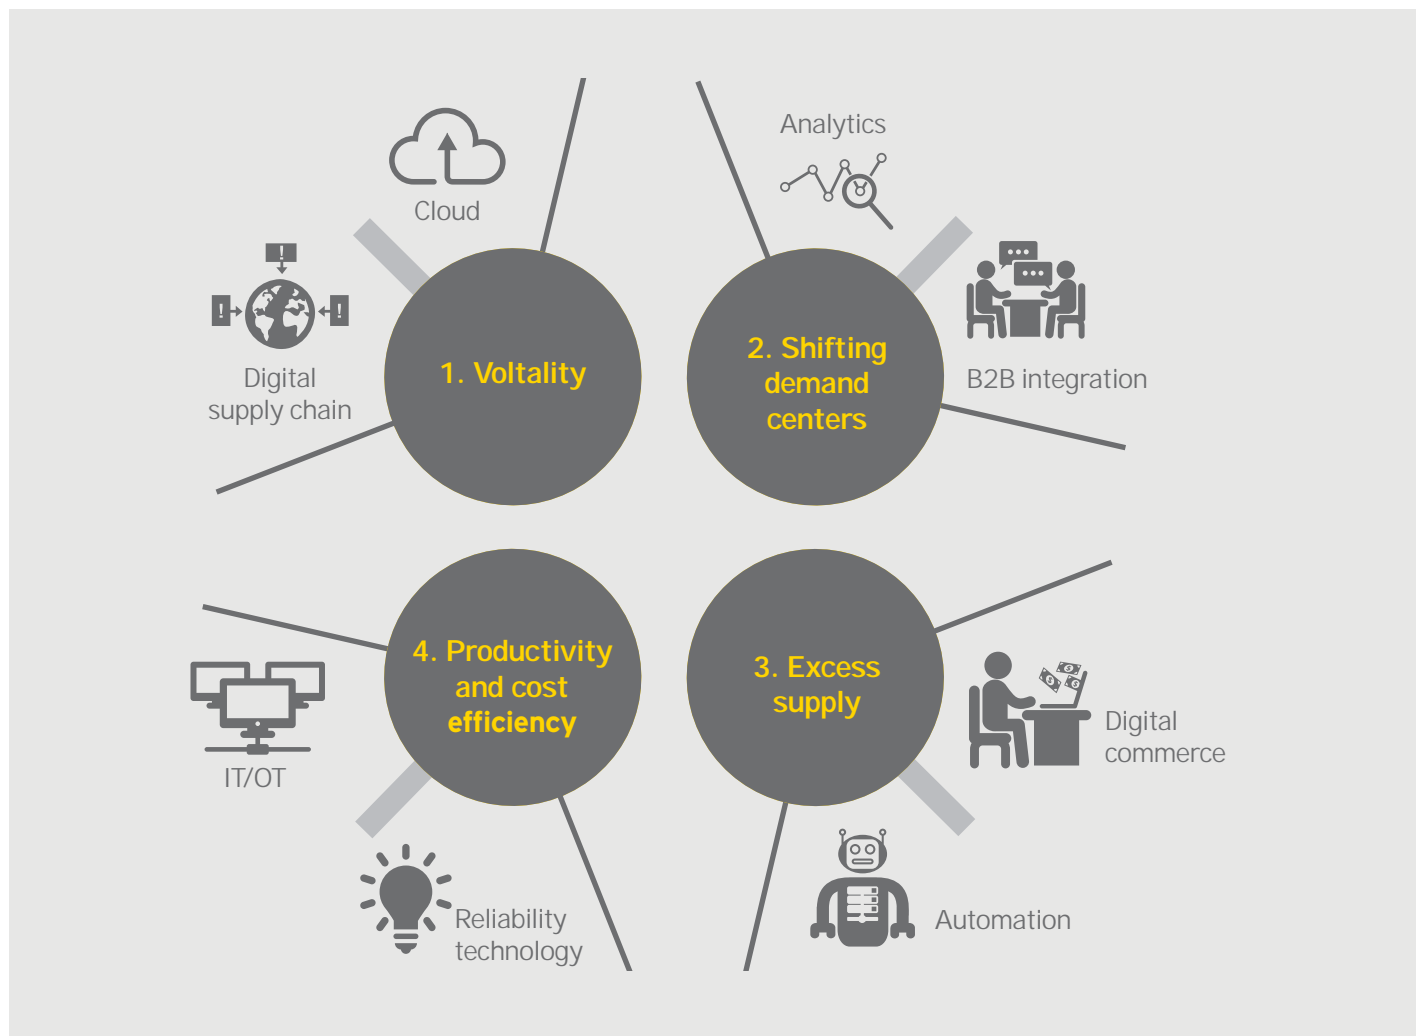 Cloud
Digital
supply chain
1. Voltality
Analytics
B2B integration
2. Shifting
demand
centers
3. Excess
supply
Digital
commerce
Automation
4. Productivity
and cost
efficiency
IT/OT
Reliability
technology